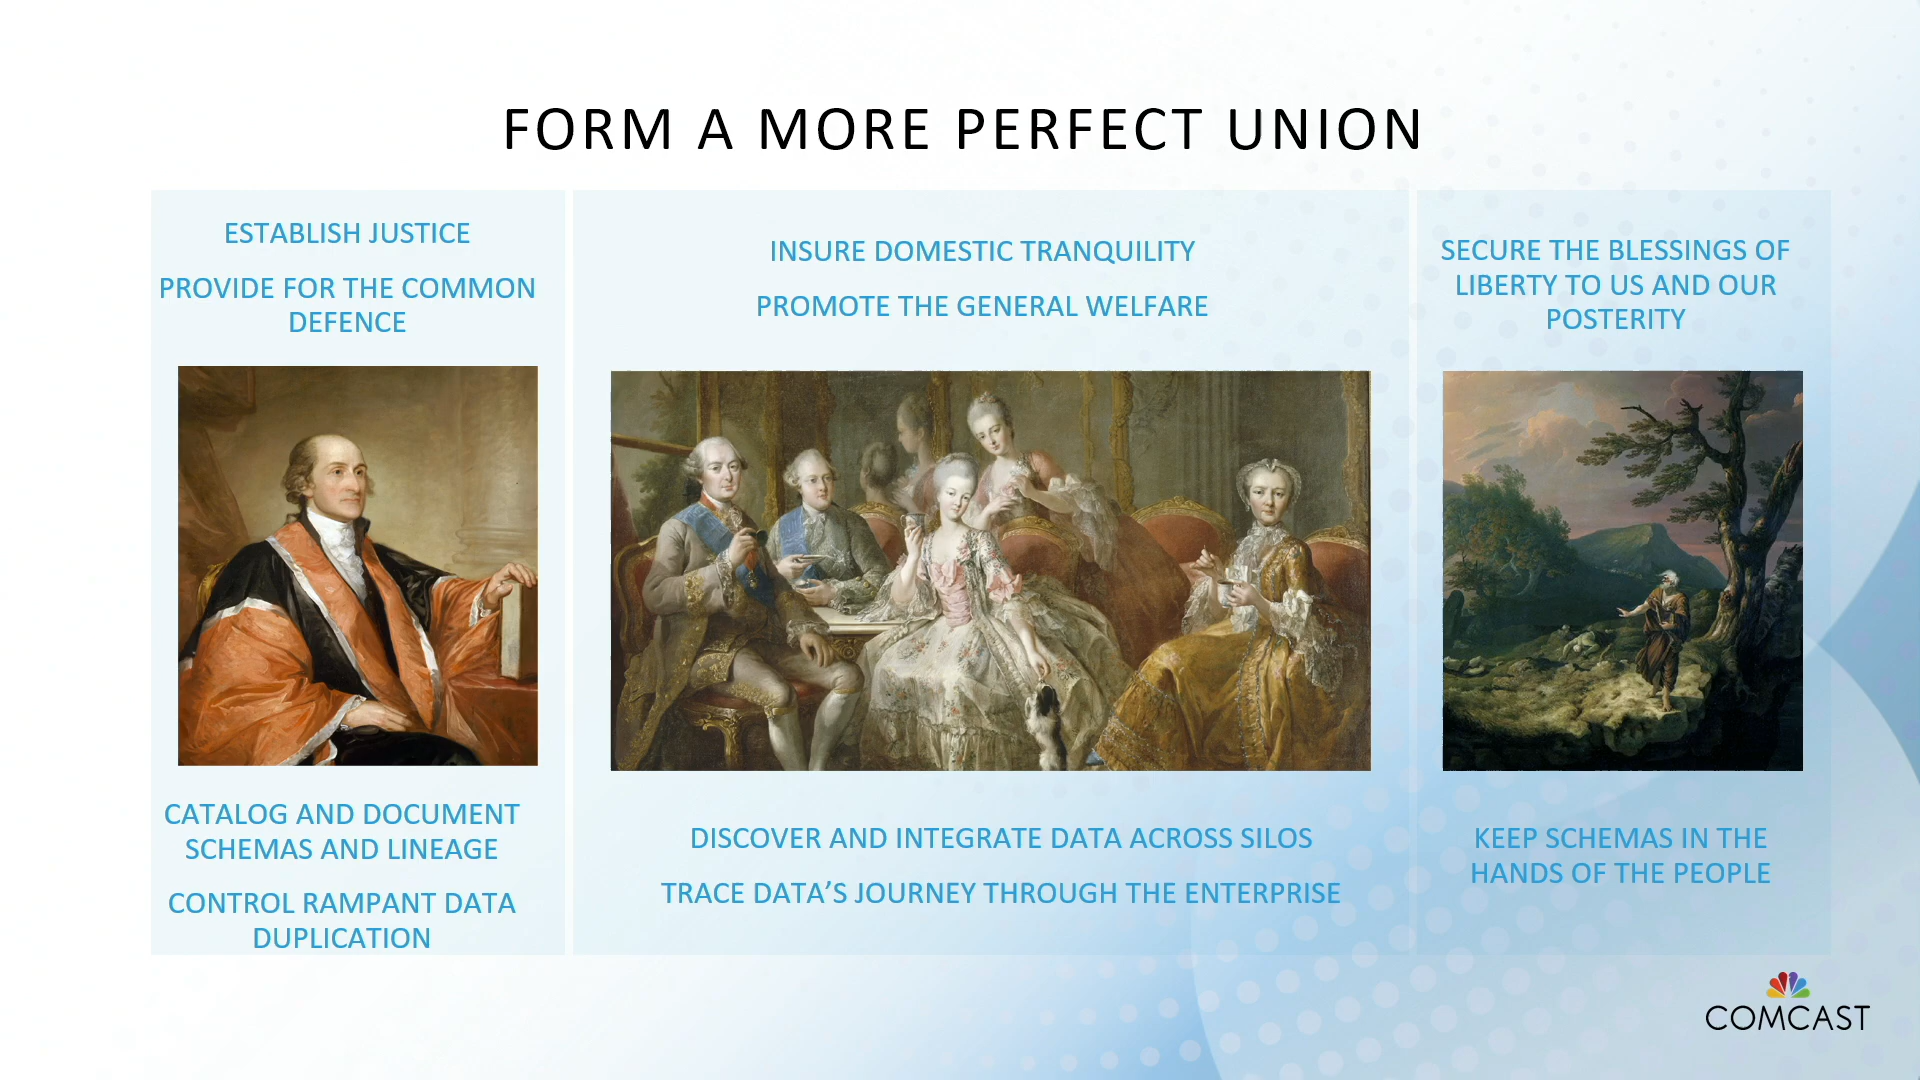 FORM A MORE PERFECT UNION
ESTABLISH JUSTICE
PROVIDE FOR THE COMMON
DEFENCE
CATALOG AND DOCUMENT
SCHEMAS AND LINEAGE
CONTROL RAMPANT DATA
DUPLICATION
INSURE DOMESTIC TRANQUILITY
PROMOTE THE GENERAL WELFARE
DISCOVER AND INTEGRATE DATA ACROSS SILOS
TRACE DATA’S JOURNEY THROUGH THE ENTERPRISE
SECURE THE BLESSINGS OF
LIBERTY TO US AND OUR
POSTERITY
KEEP SCHEMAS IN THE
HANDS OF THE PEOPLE
COMCAST